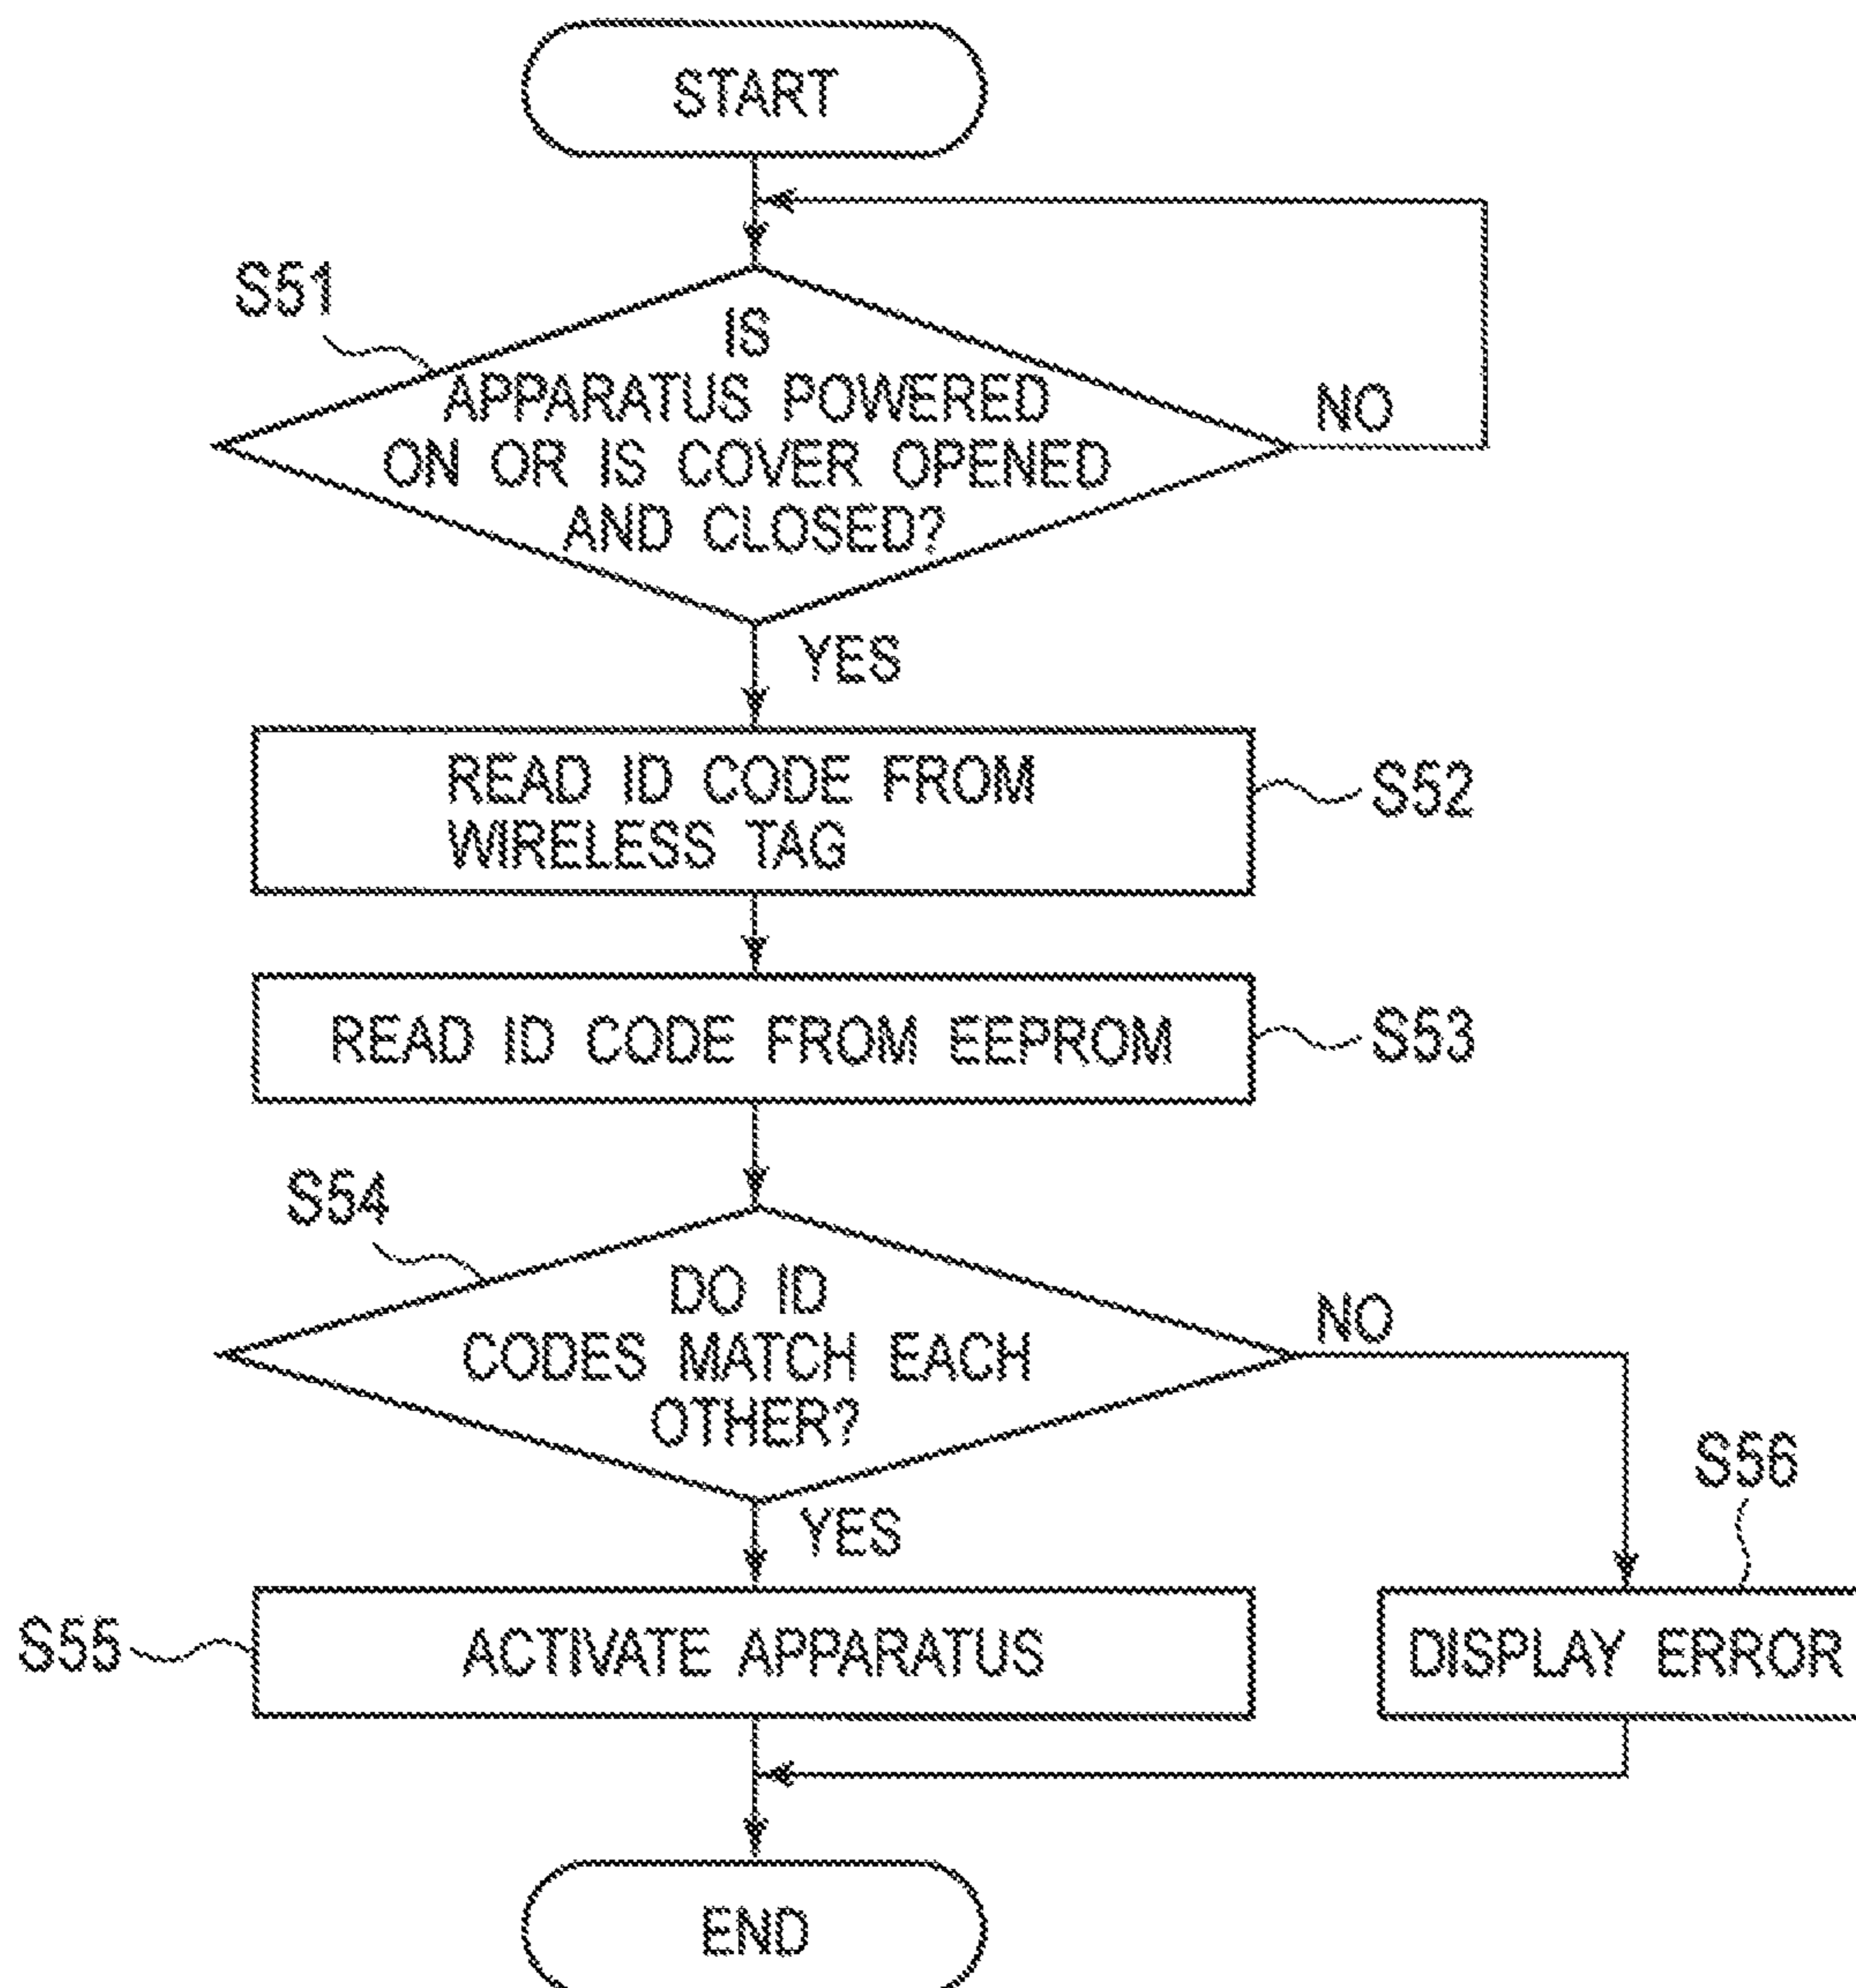 START
S51
IS
APPARATUS POWERED
ON OR IS COVER OPENED
AND CLOSED?
NO
YES
READ ID CODE FROM
WIRELESS TAG
S52
READ ID CODE FROM EEPROM
S53
S54
DO ID
CODES MATCH EACH
OTHER?
NO
YES
S56
S55
ACTIVATE APPARATUS
DISPLAY ERROR
END